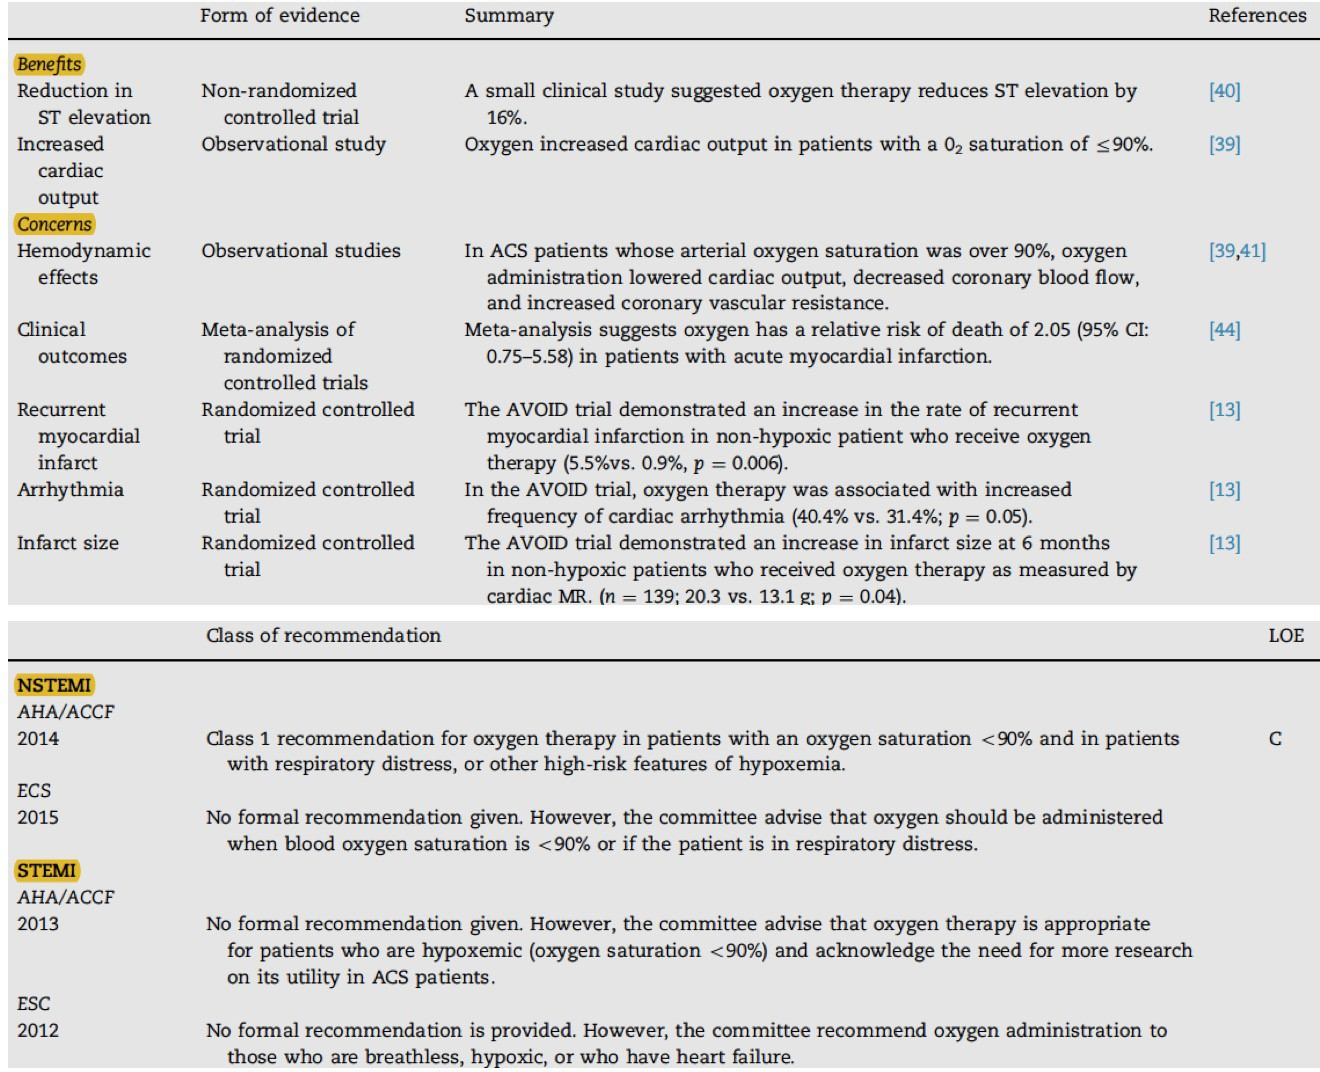 Form of evidence Summary References
Benefits
Reduction in Non-randomized A small clinical study suggested oxygen therapy reduces ST elevation by [40]
ST elevation controlled trial 16%.
Increased Observational study Oxygen increased cardiac output in patients with a 0₂ saturation of ≤90%. [39]
cardiac
output
Concerns
Hemodynamic Observational studies In ACS patients whose arterial oxygen saturation was over 90%, oxygen [39,41]
effects administration lowered cardiac output, decreased coronary blood flow,
and increased coronary vascular resistance.
Clinical Meta-analysis of Meta-analysis suggests oxygen has a relative risk of death of 2.05 (95% CI: [44]
outcomes randomized 0.75–5.58) in patients with acute myocardial infarction.
controlled trials
Recurrent Randomized controlled The AVOID trial demonstrated an increase in the rate of recurrent [13]
myocardial trial myocardial infarction in non-hypoxic patient who receive oxygen
infarct therapy (5.5%vs. 0.9%, p = 0.006).
Arrhythmia Randomized controlled In the AVOID trial, oxygen therapy was associated with increased [13]
trial frequency of cardiac arrhythmia (40.4% vs. 31.4%; p = 0.05).
Infarct size Randomized controlled The AVOID trial demonstrated an increase in infarct size at 6 months [13]
trial in non-hypoxic patients who received oxygen therapy as measured by
cardiac MR. (n = 139; 20.3 vs. 13.1 g; p = 0.04).
Class of recommendation LOE
NSTEMI
AHA/ACCF
2014 Class 1 recommendation for oxygen therapy in patients with an oxygen saturation <90% and in patients C
with respiratory distress, or other high-risk features of hypoxemia.
ECS
2015 No formal recommendation given. However, the committee advise that oxygen should be administered
when blood oxygen saturation is <90% or if the patient is in respiratory distress.
STEMI
AHA/ACCF
2013 No formal recommendation given. However, the committee advise that oxygen therapy is appropriate
for patients who are hypoxemic (oxygen saturation <90%) and acknowledge the need for more research
on its utility in ACS patients.
ESC
2012 No formal recommendation is provided. However, the committee recommend oxygen administration to
those who are breathless, hypoxic, or who have heart failure.